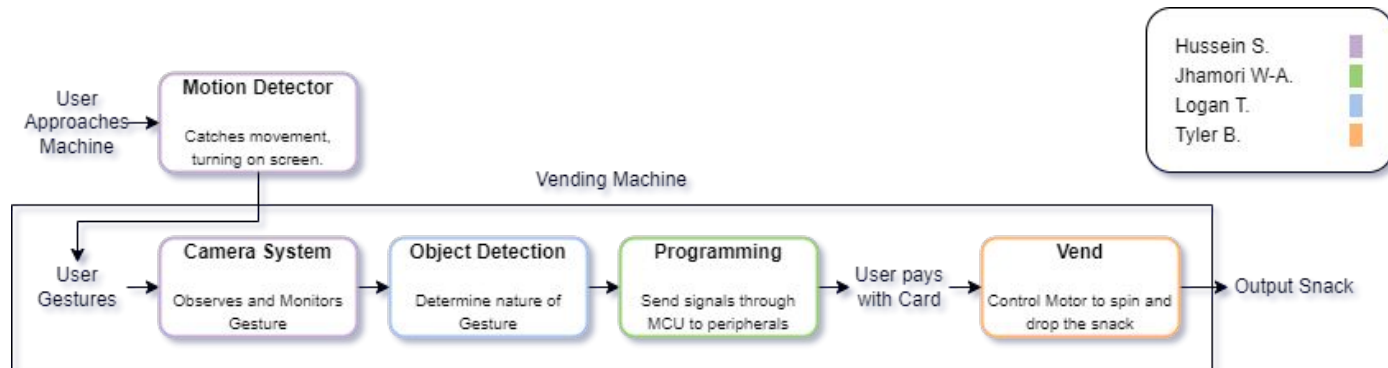 Hussein S.
Jhamori W-A.
Logan T.
Tyler B.
User
Approaches
Machine
Motion Detector
Catches movement,
turning on screen.
Vending Machine
User
Gestures
Camera System
Observes and Monitors
Gesture
Object Detection
Determine nature of
Gesture
Programming
Send signals through
MCU to peripherals
User pays
with Card
Vend
Control Motor to spin and
drop the snack
Output Snack